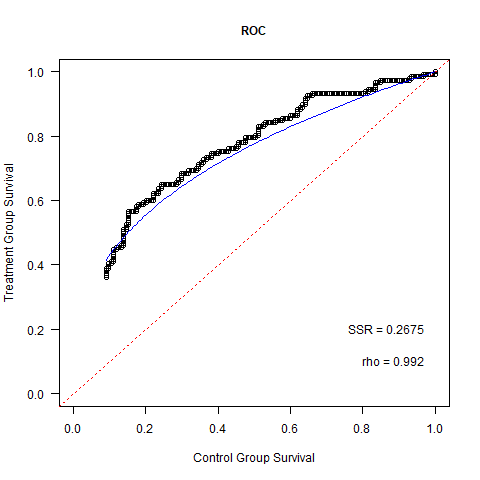 ROC
1.0
0.8
0.6
0.4
0.2
0.0
Treatment Group Survival
SSR = 0.2675
rho = 0.992
0.0 0.2 0.4 0.6 0.8 1.0
Control Group Survival